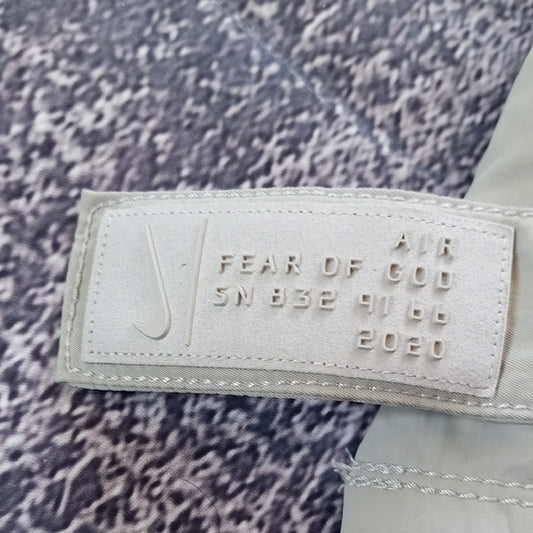 AIR
FEAR OF GOD
SN B32 91 66
2020